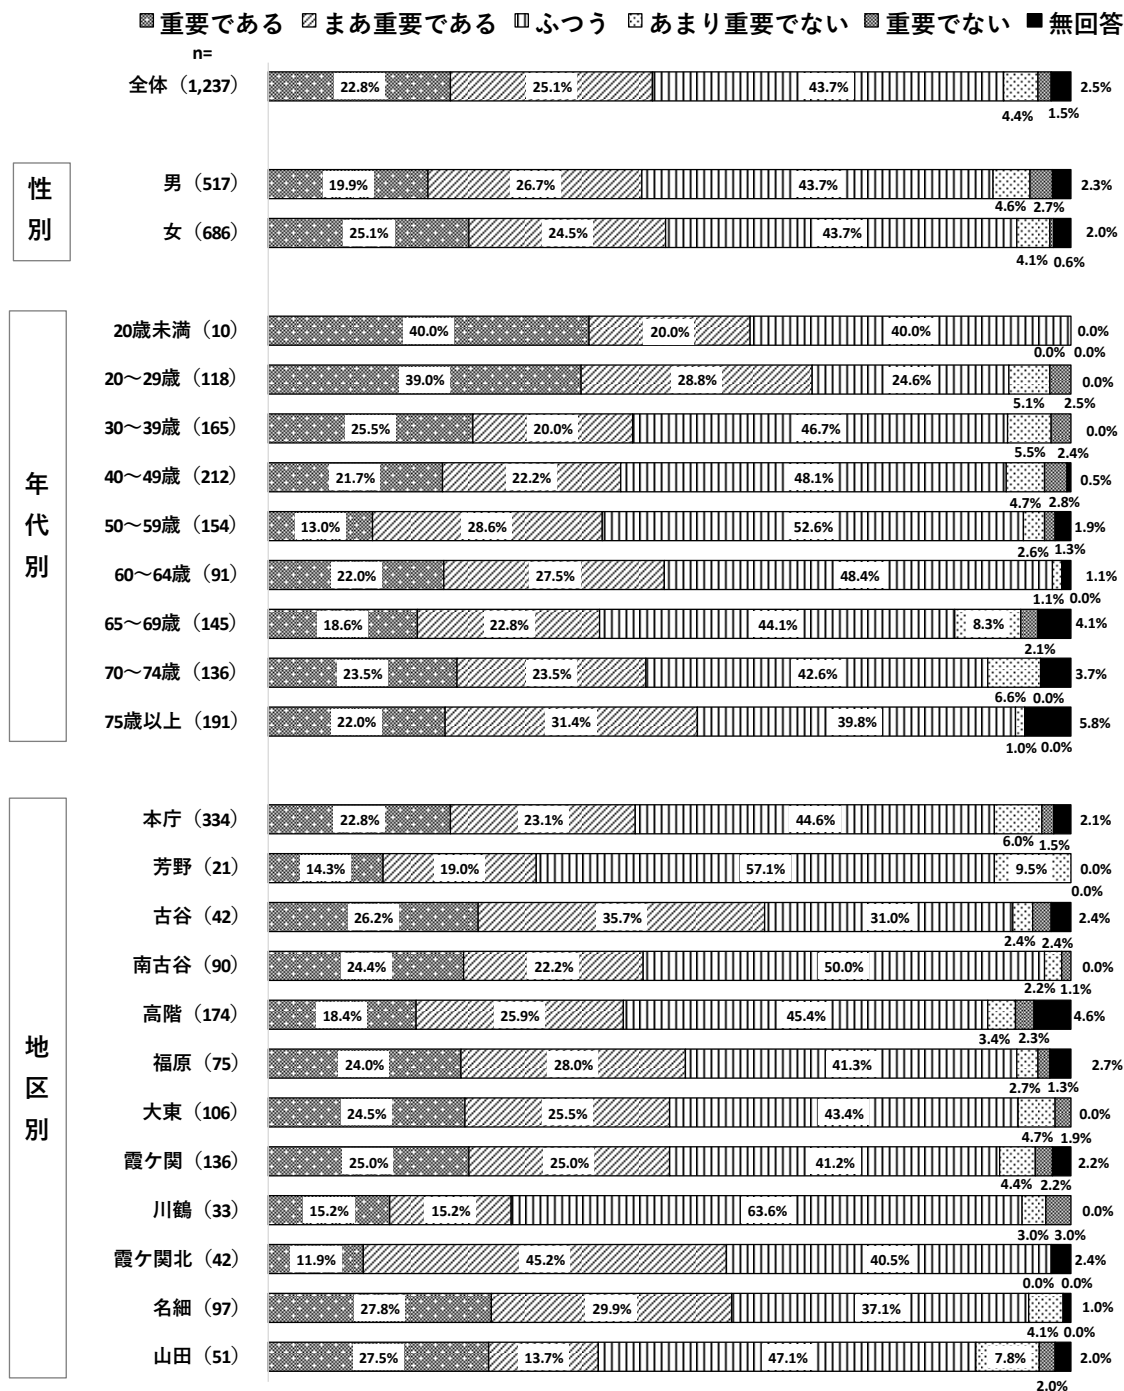 重要である まあ重要である ふつう あまり重要でない 重要でない 無回答
n=
全体（1,237） 22.8% 25.1% 43.7% 2.5%
4.4% 1.5%
性別
男（517） 19.9% 26.7% 43.7% 2.3%
4.6% 2.7%
女（686） 25.1% 24.5% 43.7% 2.0%
4.1% 0.6%
年代別
20歳未満（10） 40.0% 20.0% 40.0% 0.0%
0.0% 0.0%
20～29歳（118） 39.0% 28.8% 24.6% 0.0%
5.1% 2.5%
30～39歳（165） 25.5% 20.0% 46.7% 0.0%
5.5% 2.4%
40～49歳（212） 21.7% 22.2% 48.1% 0.5%
4.7% 2.8%
50～59歳（154） 13.0% 28.6% 52.6% 1.9%
2.6% 1.3%
60～64歳（91） 22.0% 27.5% 48.4% 1.1%
1.1% 0.0%
65～69歳（145） 18.6% 22.8% 44.1% 8.3% 4.1%
2.1%
70～74歳（136） 23.5% 23.5% 42.6% 3.7%
6.6% 0.0%
75歳以上（191） 22.0% 31.4% 39.8% 5.8%
1.0% 0.0%
地区別
本庁（334） 22.8% 23.1% 44.6% 2.1%
6.0% 1.5%
芳野（21） 14.3% 19.0% 57.1% 9.5% 0.0%
0.0%
古谷（42） 26.2% 35.7% 31.0% 2.4%
2.4% 2.4%
南古谷（90） 24.4% 22.2% 50.0% 0.0%
2.2% 1.1%
高階（174） 18.4% 25.9% 45.4% 4.6%
3.4% 2.3%
福原（75） 24.0% 28.0% 41.3% 2.7%
2.7% 1.3%
大東（106） 24.5% 25.5% 43.4% 0.0%
4.7% 1.9%
霞ケ関（136） 25.0% 25.0% 41.2% 2.2%
4.4% 2.2%
川鶴（33） 15.2% 15.2% 63.6% 0.0%
3.0% 3.0%
霞ケ関北（42） 11.9% 45.2% 40.5% 2.4%
0.0% 0.0%
名細（97） 27.8% 29.9% 37.1% 1.0%
4.1% 0.0%
山田（51） 27.5% 13.7% 47.1% 7.8% 2.0%
2.0%